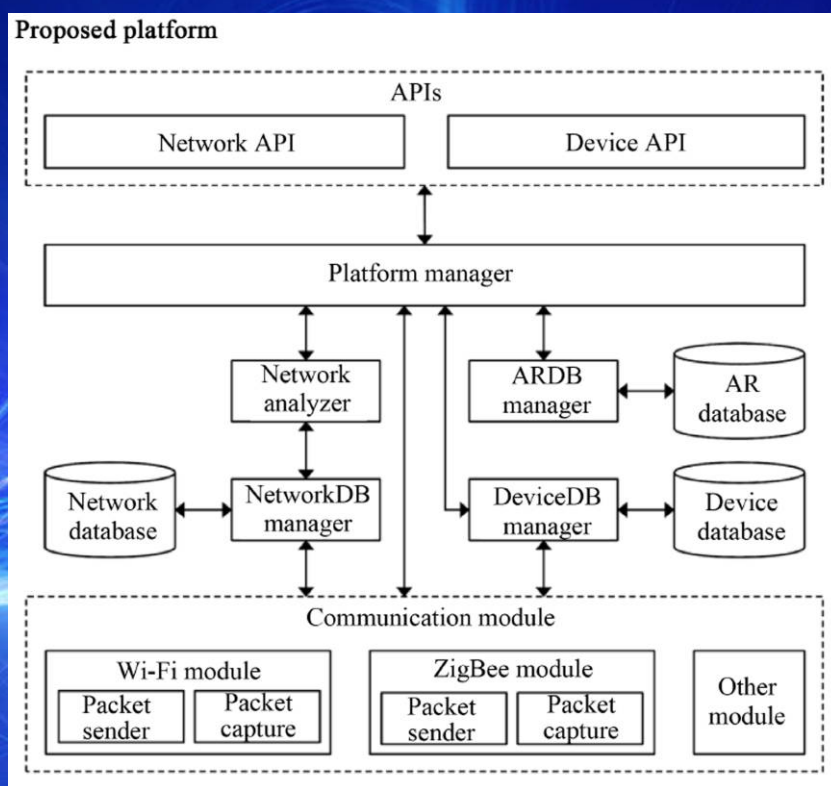 Proposed platform
APIs
Network API
Device API
Platform manager
Network
analyzer
ARDB
manager
AR
database
Network
database
NetworkDB
manager
DeviceDB
manager
Device
database
Communication module
Wi-Fi module
Packet
sender
Packet
capture
ZigBee module
Packet
sender
Packet
capture
Other
module